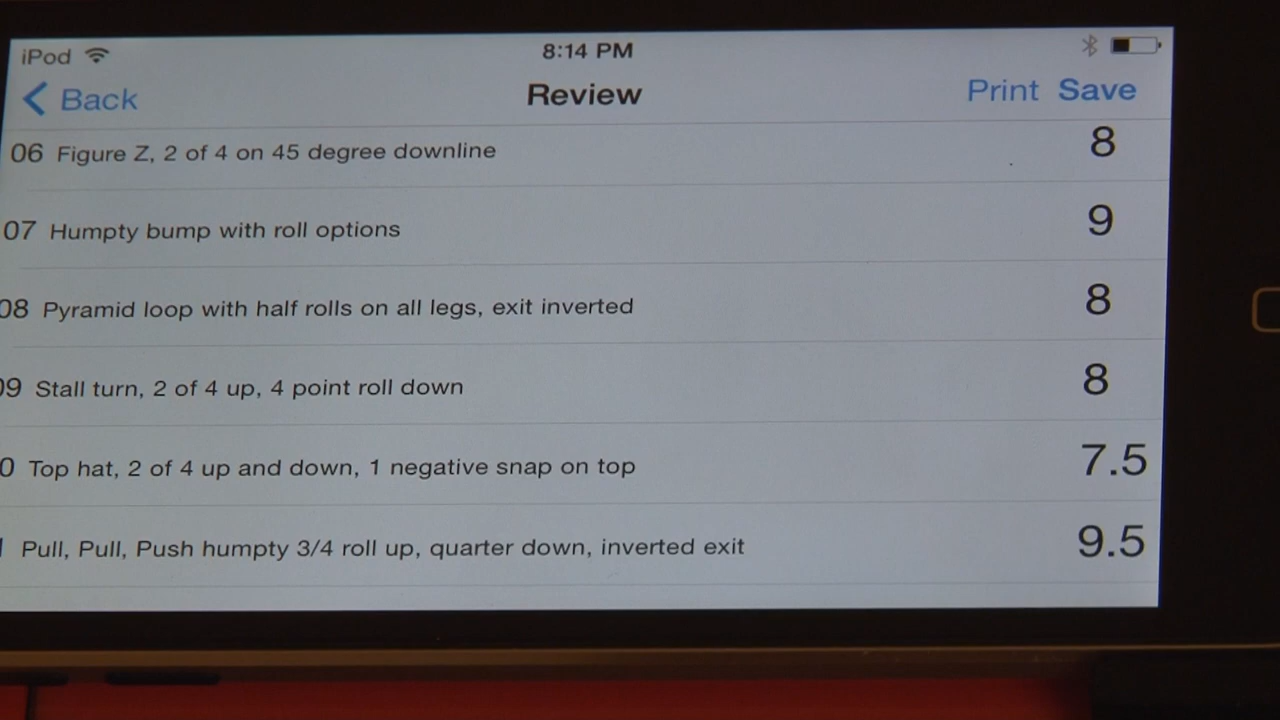 iPod 8:14 PM
Back Review Print Save
06 Figure Z, 2 of 4 on 45 degree downline 8
07 Humpty bump with roll options 9
08 Pyramid loop with half rolls on all legs, exit inverted 8
09 Stall turn, 2 of 4 up, 4 point roll down 8
0 Top hat, 2 of 4 up and down, 1 negative snap on top 7.5
Pull, Pull, Push humpty 3/4 roll up, quarter down, inverted exit 9.5